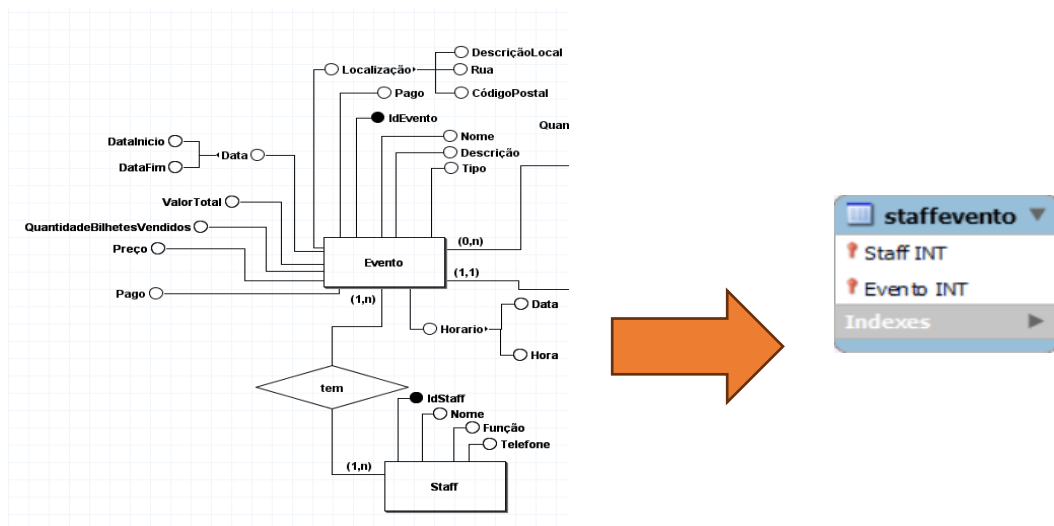 DescriçãoLocal
Localização
Rua
Pago
CódigoPostal
IdEvento
Quan
Nome
DataInicio
Descrição
Data
DataFim
Tipo
ValorTotal
QuantidadeBilhetesVendidos
(0,n)
Preço
Evento
(1,1)
Pago
(1,n)
Data
Horario
Hora
tem
IdStaff
Nome
Função
Telefone
(1,n)
Staff
staffevento
Staff INT
Evento INT
Indexes